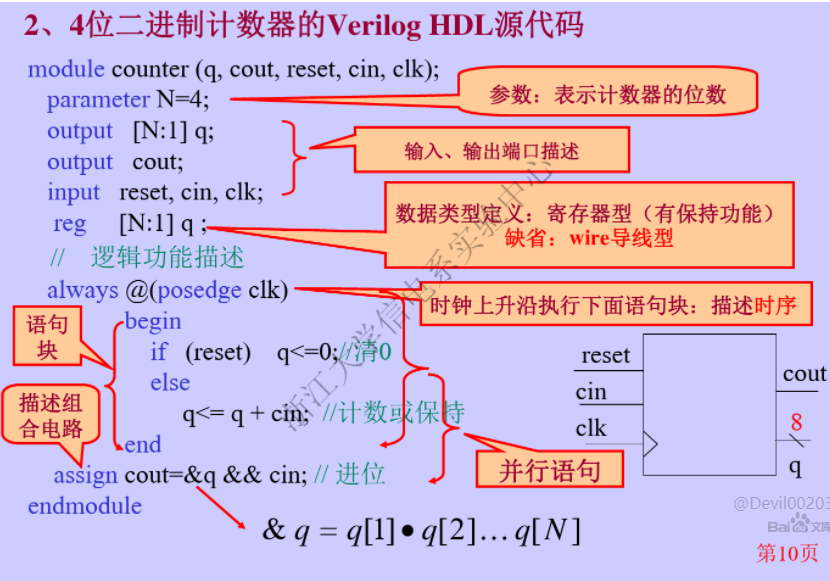 2、4位二进制计数器的Verilog HDL源代码
module counter (q, cout, reset, cin, clk);
parameter N=4;
参数：表示计数器的位数
output [N:1] q;
output cout;
输入、输出端口描述
input reset, cin, clk;
reg [N:1] q ;
数据类型定义：寄存器型（有保持功能）
缺省：wire导线型
// 逻辑功能描述
always @(posedge clk)
时钟上升沿执行下面语句块：描述时序
语句
块
begin
if (reset) q<=0;//清0
else
q<= q + cin; //计数或保持
描述组
合电路
end
并行语句
assign cout=&q && cin; // 进位
endmodule
& q = q[1]•q[2]…q[N]
reset
cin
clk
cout
8
q
浙江大学信电系实验中心
@Devil00203
Bai 文库
第10页